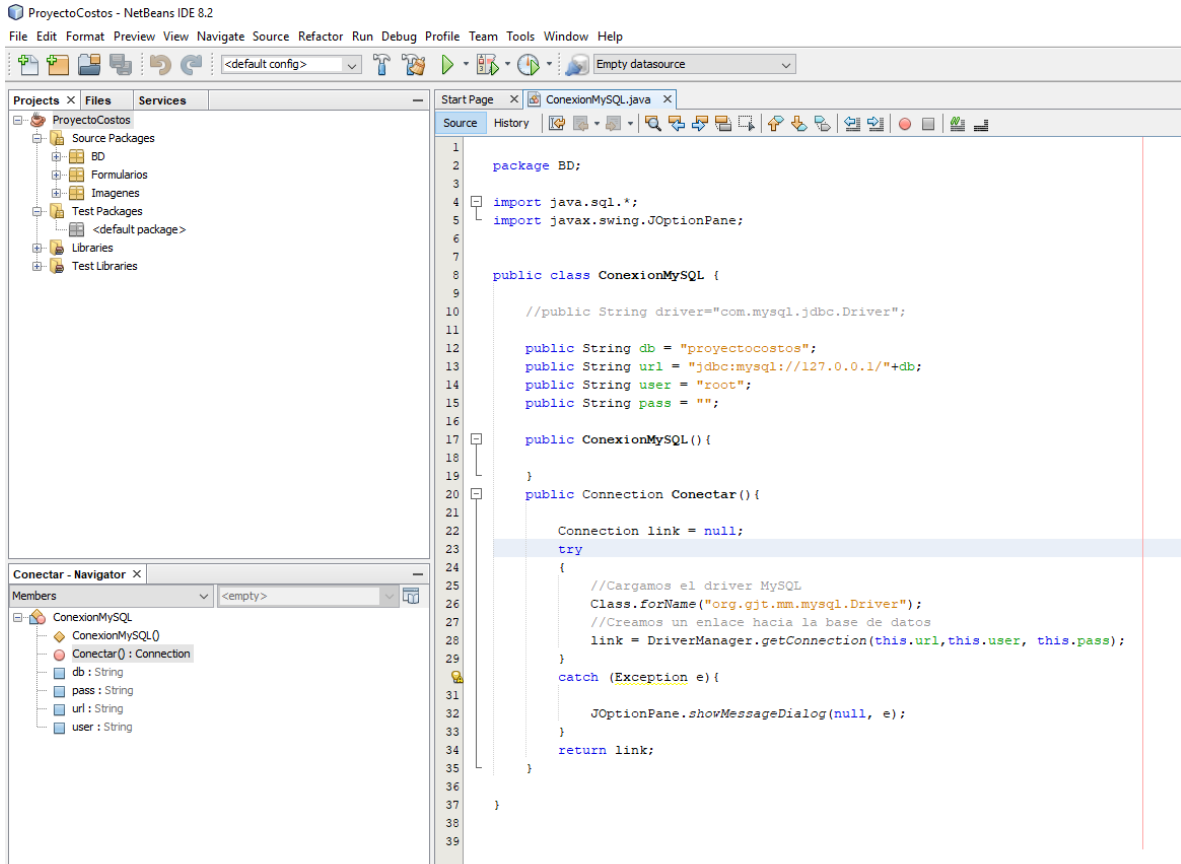 ProyectoCostos - NetBeans IDE 8.2
File Edit Format Preview View Navigate Source Refactor Run Debug Profile Team Tools Window Help
<default config> Empty datasource
Projects Files Services
ProyectoCostos
Source Packages
BD
Formularios
Imagenes
Test Packages
<default package>
Libraries
Test Libraries
Conectar - Navigator
Members <empty>
ConexionMySQL
ConexionMySQL()
Conectar() : Connection
db : String
pass : String
url : String
user : String
Start Page ConexionMySQL.java
Source History
1
2 package BD;
3
4 import java.sql.*;
5 import javax.swing.JOptionPane;
6
7
8 public class ConexionMySQL {
9
10 //public String driver="com.mysql.jdbc.Driver";
11
12 public String db = "proyectocostos";
13 public String url = "jdbc:mysql://127.0.0.1/"+db;
14 public String user = "root";
15 public String pass = "";
16
17 public ConexionMySQL(){
18
19 }
20 public Connection Conectar(){
21
22 Connection link = null;
23 try
24 {
25 //Cargamos el driver MySQL
26 Class.forName("org.gjt.mm.mysql.Driver");
27 //Creamos un enlace hacia la base de datos
28 link = DriverManager.getConnection(this.url,this.user, this.pass);
29 }
catch (Exception e){
31
32 JOptionPane.showMessageDialog(null, e);
33 }
34 return link;
35 }
36
37 }
38
39